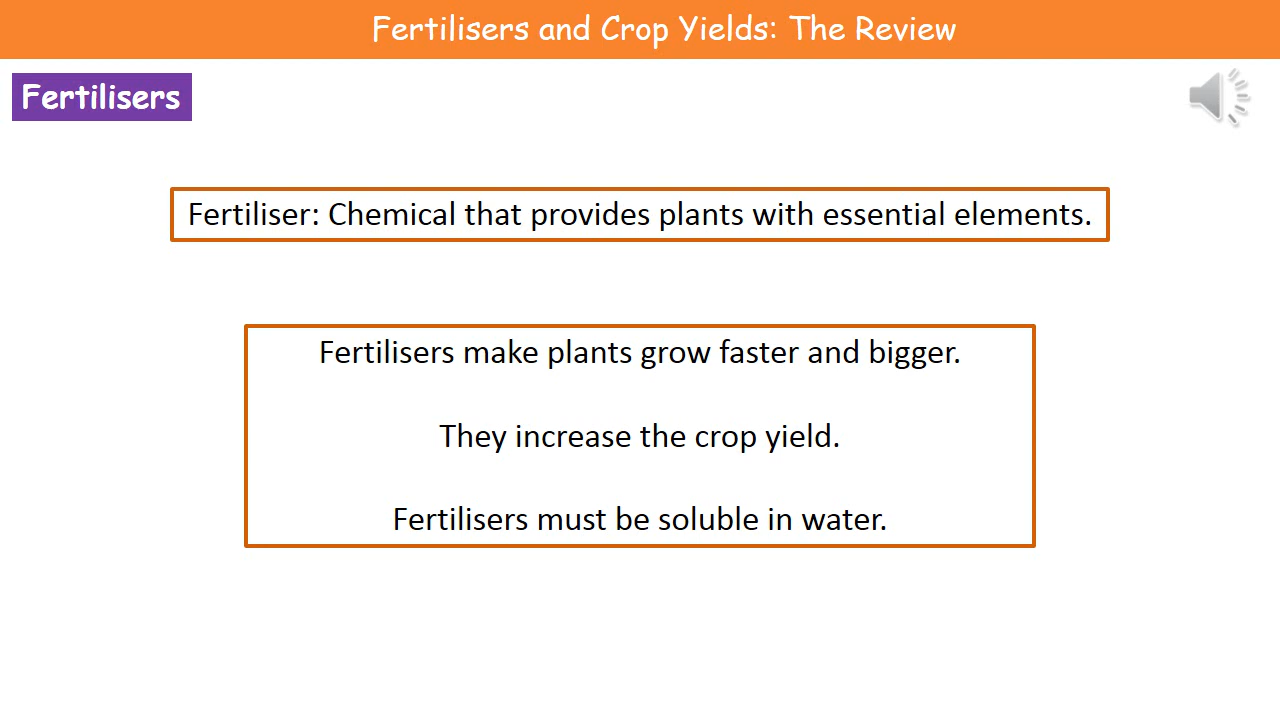 Fertilisers and Crop Yields: The Review
Fertilisers
Fertiliser: Chemical that provides plants with essential elements.
Fertilisers make plants grow faster and bigger.
They increase the crop yield.
Fertilisers must be soluble in water.